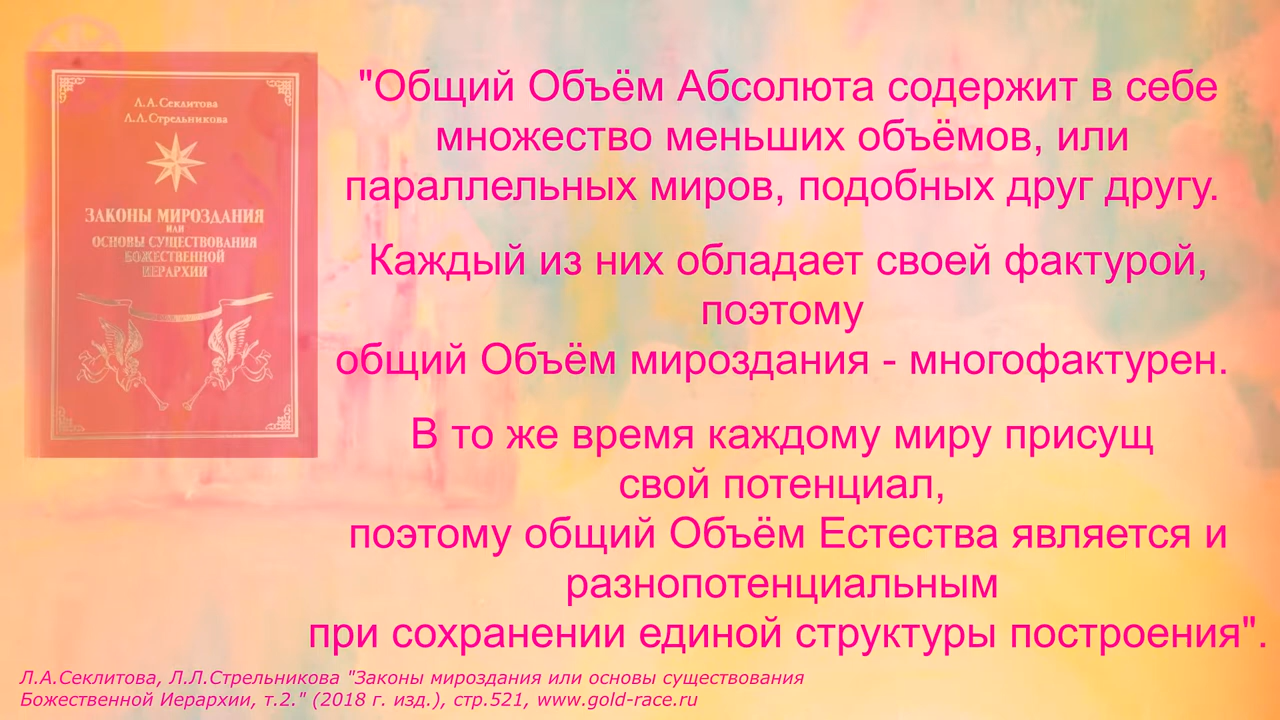 Л.А.Секлитова
Л.Л.Стрельникова
ЗАКОНЫ МИРОЗДАНИЯ
ИЛИ
ОСНОВЫ СУЩЕСТВОВАНИЯ
БОЖЕСТВЕННОЙ
ИЕРАРХИИ
"Общий Объём Абсолюта содержит в себе
множество меньших объёмов, или
параллельных миров, подобных друг другу.
Каждый из них обладает своей фактурой,
поэтому
общий Объём мироздания - многофактурен.
В то же время каждому миру присущ
свой потенциал,
поэтому общий Объём Естества является и
разнопотенциальным
при сохранении единой структуры построения".
Л.А.Секлитова, Л.Л.Стрельникова "Законы мироздания или основы существования
Божественной Иерархии, т.2." (2018 г. изд.), стр.521, www.gold-race.ru